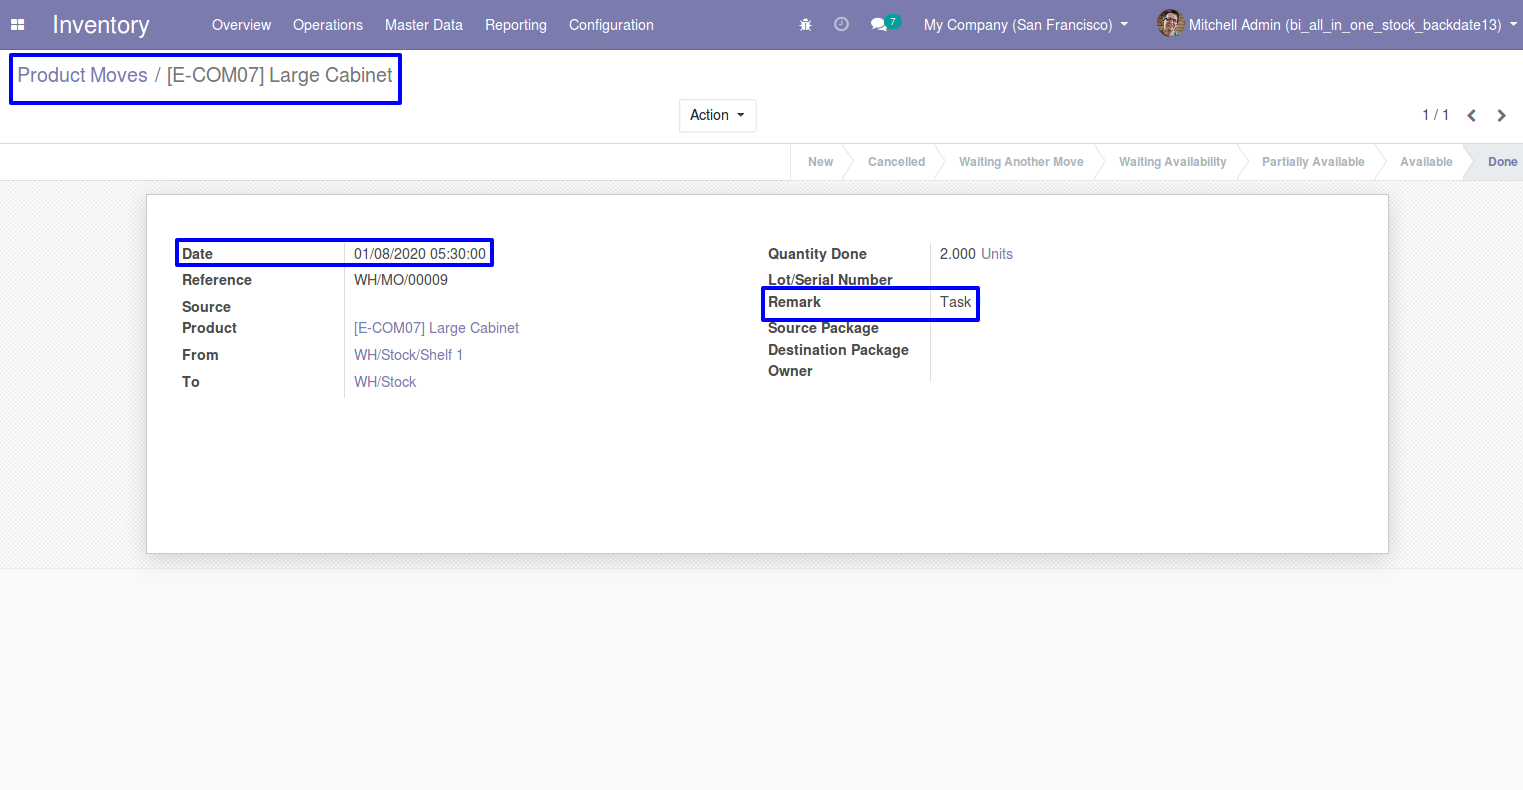 Inventory Overview Operations Master Data Reporting Configuration 7 My Company (San Francisco) Mitchell Admin (bi_all_in_one_stock_backdate13)
Product Moves / [E-COM07] Large Cabinet
Action 1 / 1
New Cancelled Waiting Another Move Waiting Availability Partially Available Available Done
Date 01/08/2020 05:30:00
Reference WH/MO/00009
Source
Product [E-COM07] Large Cabinet
From WH/Stock/Shelf 1
To WH/Stock
Quantity Done 2.000 Units
Lot/Serial Number
Remark Task
Source Package
Destination Package
Owner